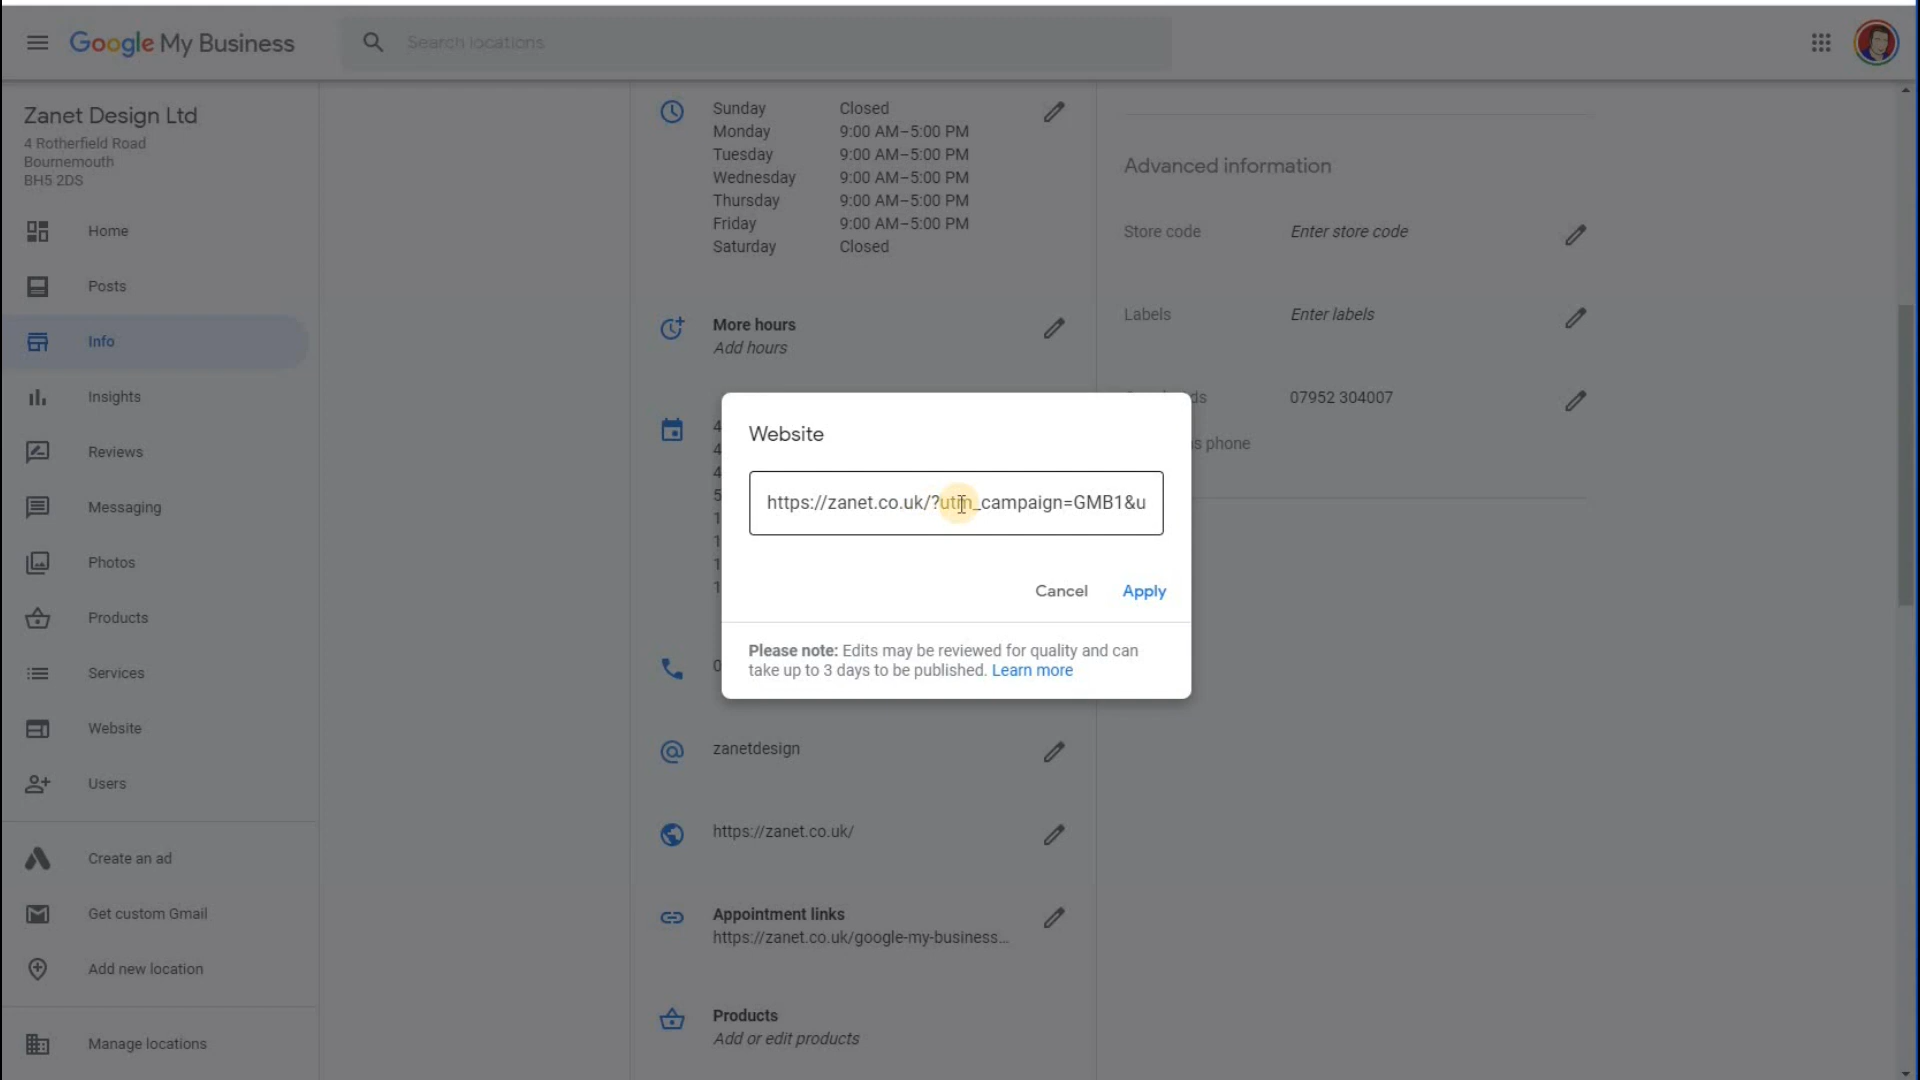 Google My Business
Search locations
Zanet Design Ltd
4 Rotherfield Road
Bournemouth
BH5 2DS
Home
Posts
Info
Insights
Reviews
Messaging
Photos
Products
Services
Website
Users
Create an ad
Get custom Gmail
Add new location
Manage locations
Sunday Closed
Monday 9:00 AM–5:00 PM
Tuesday 9:00 AM–5:00 PM
Wednesday 9:00 AM–5:00 PM
Thursday 9:00 AM–5:00 PM
Friday 9:00 AM–5:00 PM
Saturday Closed
More hours
Add hours
Website
https://zanet.co.uk/?utm_campaign=GMB1&u
Cancel Apply
Please note: Edits may be reviewed for quality and can
take up to 3 days to be published. Learn more
zanetdesign
https://zanet.co.uk/
Appointment links
https://zanet.co.uk/google-my-business...
Products
Add or edit products
Advanced information
Store code Enter store code
Labels Enter labels
07952 304007
phone